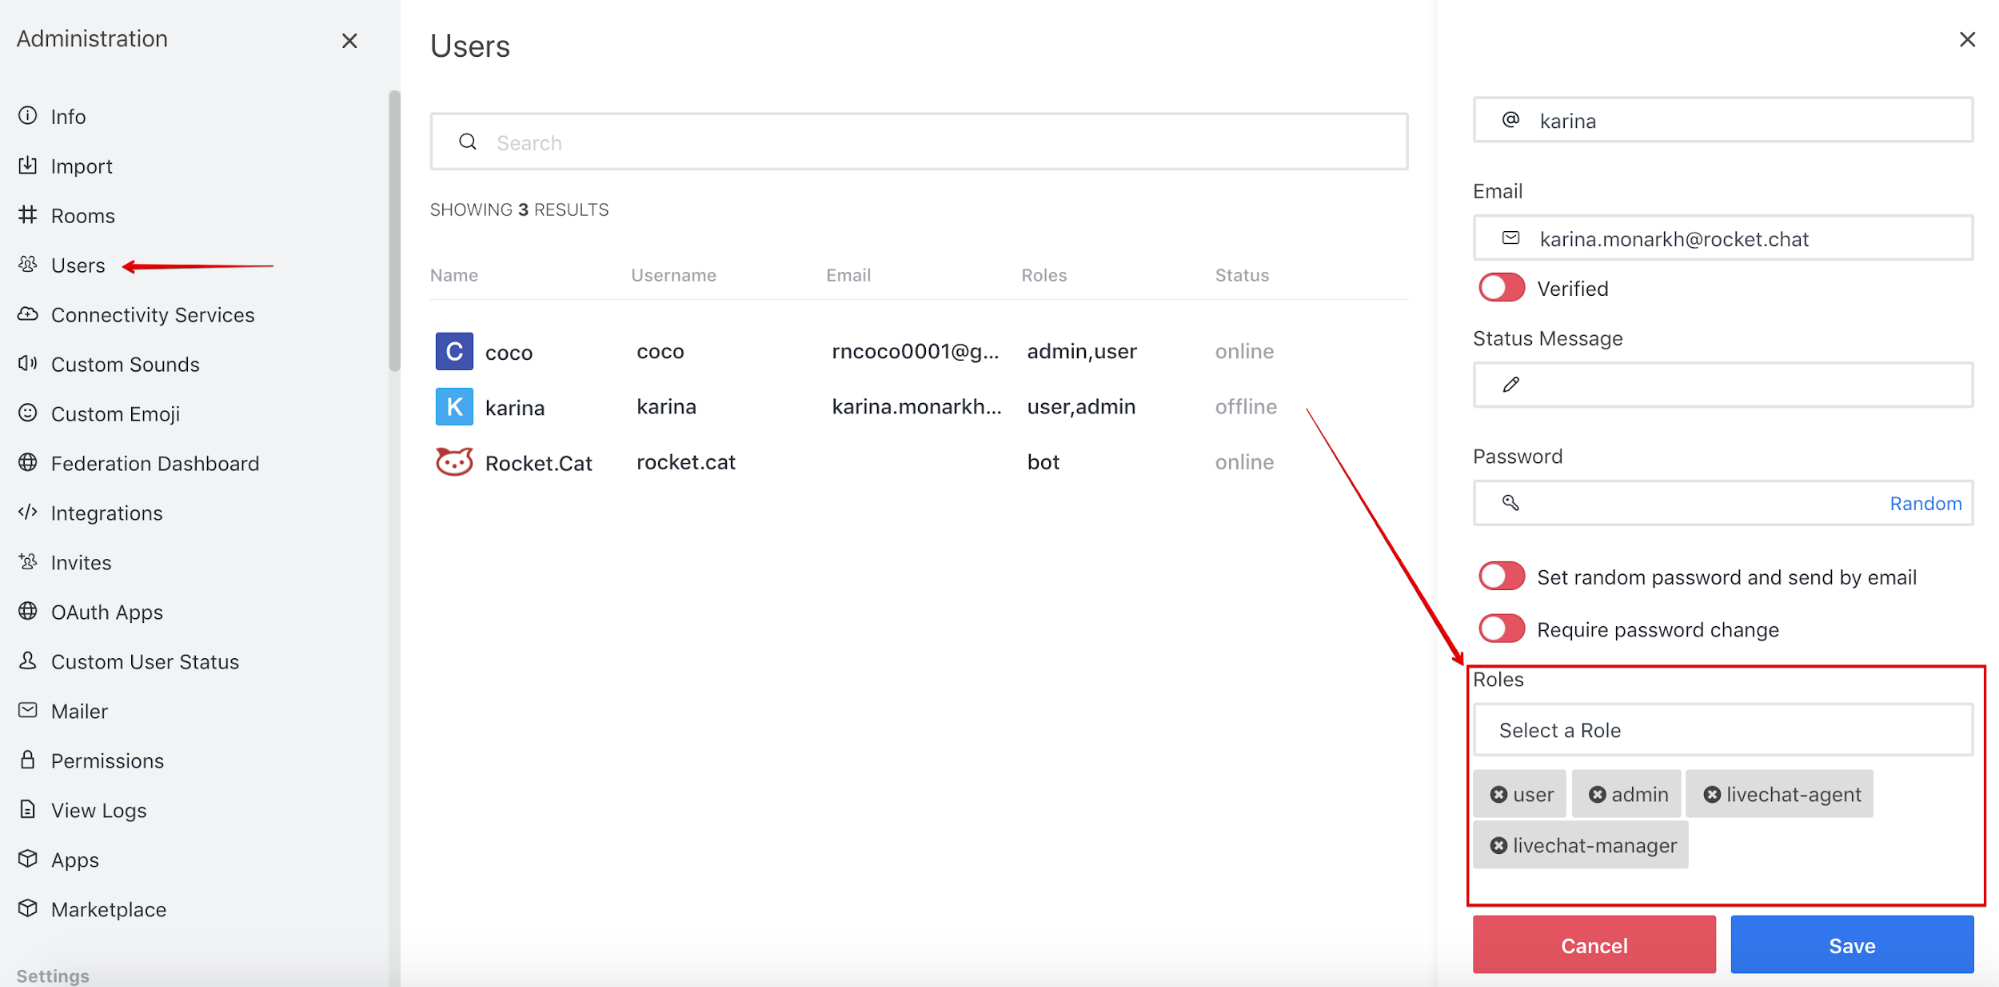 Administration
Info
Import
Rooms
Users
Connectivity Services
Custom Sounds
Custom Emoji
Federation Dashboard
Integrations
Invites
OAuth Apps
Custom User Status
Mailer
Permissions
View Logs
Apps
Marketplace
Settings
Users
Search
SHOWING 3 RESULTS
Name Username Email Roles Status
C coco coco rncoco0001@g... admin,user online
K karina karina karina.monarkh... user,admin offline
Rocket.Cat rocket.cat bot online
@ karina
Email
karina.monarkh@rocket.chat
Verified
Status Message
Password
Random
Set random password and send by email
Require password change
Roles
Select a Role
user admin livechat-agent
livechat-manager
Cancel Save